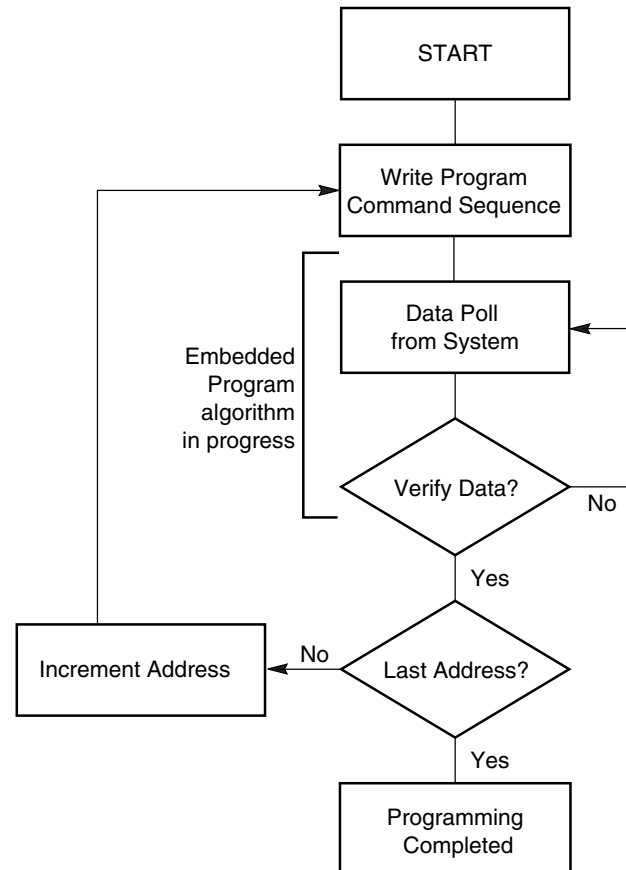 START
Write Program
Command Sequence
Data Poll
from System
Embedded
Program
algorithm
in progress
Verify Data?
No
Yes
Last Address?
No
Increment Address
Yes
Programming
Completed